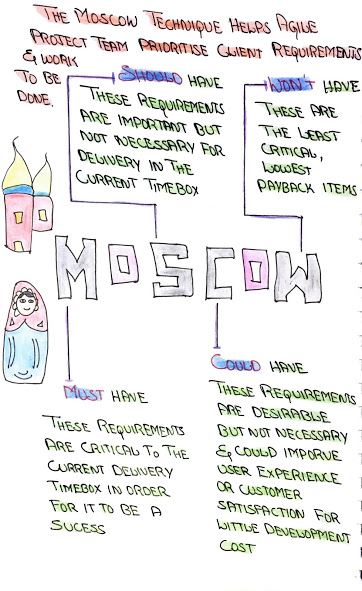 THE MOSCOW TECHNIQUE HELPS AGILE
PROJECT TEAM PRIORITISE CLIENT REQUIREMENTS
& WORK
TO BE
DONE.
SHOULD HAVE
THESE REQUIREMENTS
ARE IMPORTANT BUT
NOT NECESSARY FOR
DELIVERY IN THE
CURRENT TIMEBOX
WON'T HAVE
THESE ARE
THE LEAST
CRITICAL,
LOWEST
PAYBACK ITEMS
MOSCOW
MUST HAVE
THESE REQUIREMENTS
ARE CRITICAL TO THE
CURRENT DELIVERY
TIMEBOX IN ORDER
FOR IT TO BE A
SUCESS
COULD HAVE
THESE REQUIREMENTS
ARE DESIRABLE
BUT NOT NECESSARY
& COULD IMPORVE
USER EXPERIENCE
OR CUSTOMER
SATISFACTION FOR
LITTLE DEVELOPMENT
COST